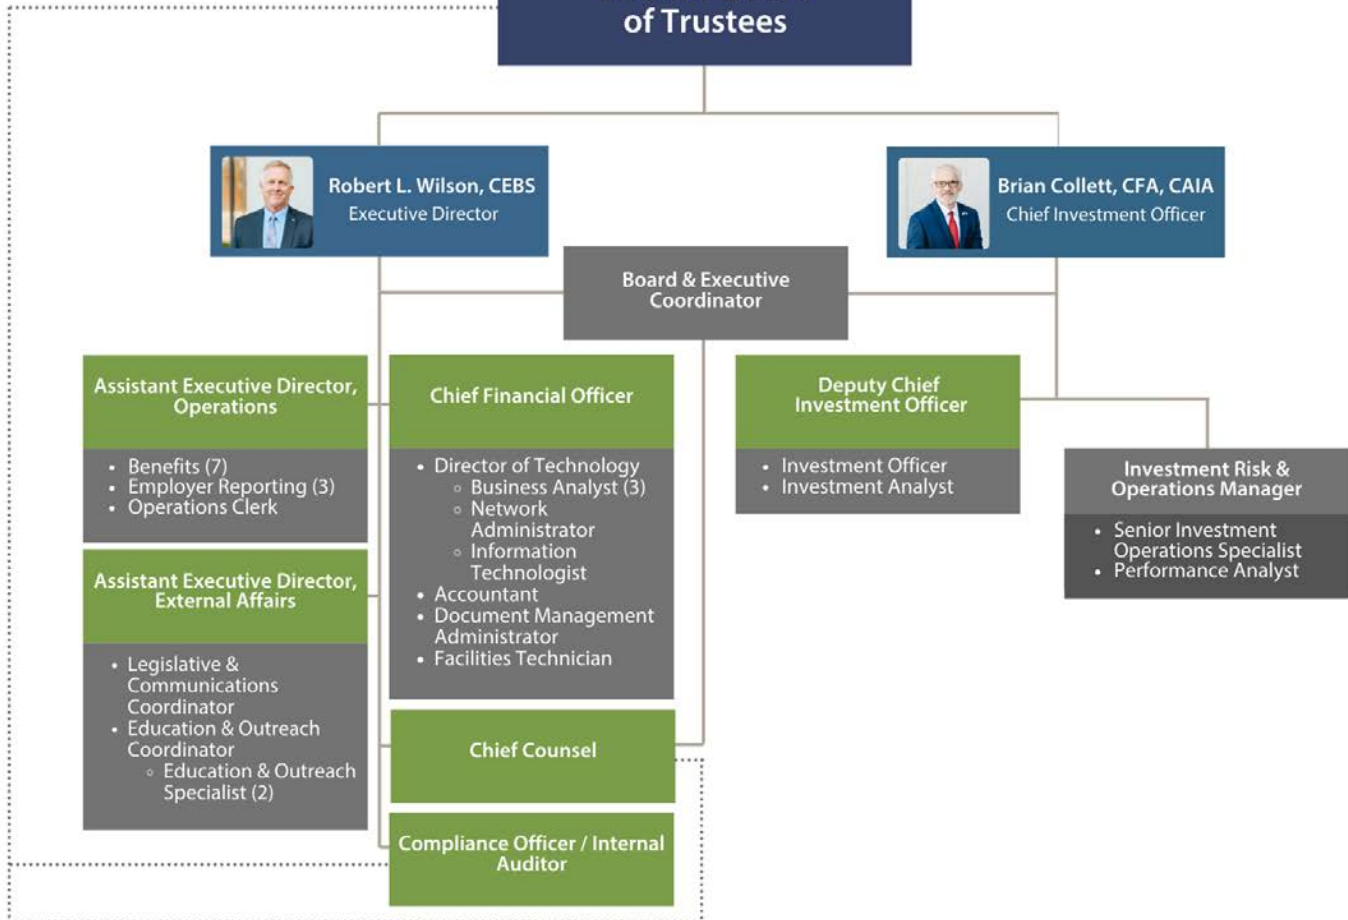 of Trustees
Robert L. Wilson, CEBS
Executive Director
Brian Collett, CFA, CAIA
Chief Investment Officer
Board & Executive
Coordinator
Assistant Executive Director,
Operations
• Benefits (7)
• Employer Reporting (3)
• Operations Clerk
Chief Financial Officer
• Director of Technology
◦ Business Analyst (3)
◦ Network
Administrator
◦ Information
Technologist
• Accountant
• Document Management
Administrator
• Facilities Technician
Deputy Chief
Investment Officer
• Investment Officer
• Investment Analyst
Investment Risk &
Operations Manager
• Senior Investment
Operations Specialist
• Performance Analyst
Assistant Executive Director,
External Affairs
• Legislative &
Communications
Coordinator
• Education & Outreach
Coordinator
◦ Education & Outreach
Specialist (2)
Chief Counsel
Compliance Officer / Internal
Auditor